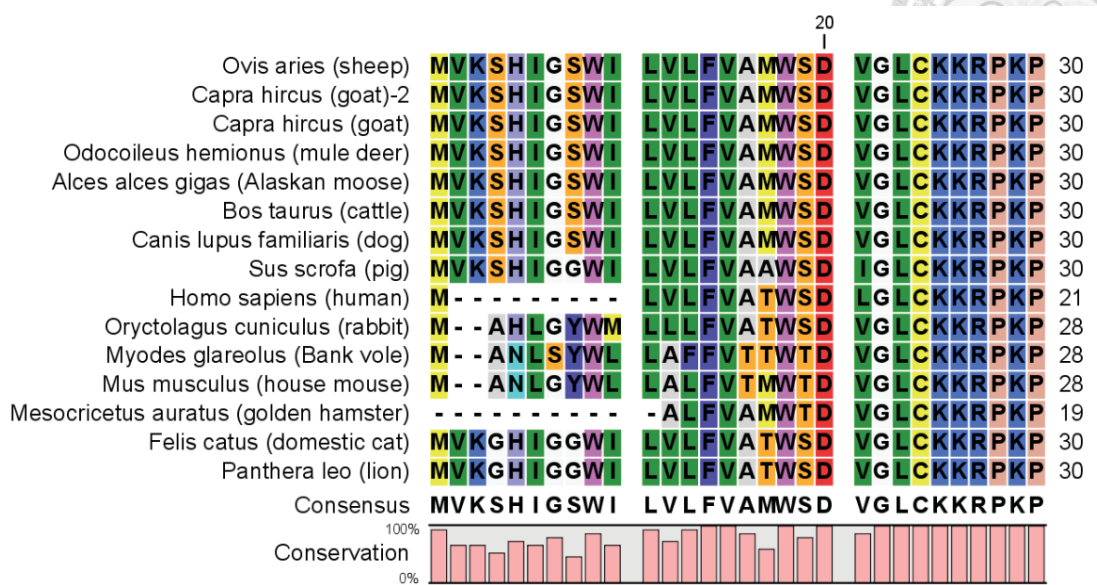 20
Ovis aries (sheep) MVKSHIGSWI LVLFVAMWSD VGLCKKRPKP 30
Capra hircus (goat)-2 MVKSHIGSWI LVLFVAMWSD VGLCKKRPKP 30
Capra hircus (goat) MVKSHIGSWI LVLFVAMWSD VGLCKKRPKP 30
Odocoileus hemionus (mule deer) MVKSHIGSWI LVLFVAMWSD VGLCKKRPKP 30
Alces alces gigas (Alaskan moose) MVKSHIGSWI LVLFVAMWSD VGLCKKRPKP 30
Bos taurus (cattle) MVKSHIGSWI LVLFVAMWSD VGLCKKRPKP 30
Canis lupus familiaris (dog) MVKSHIGSWI LVLFVAMWSD VGLCKKRPKP 30
Sus scrofa (pig) MVKSHIGGWI LVLFVAAWSD IGLCKKRPKP 30
Homo sapiens (human) M--------- LVLFVATWSD LGLCKKRPKP 21
Oryctolagus cuniculus (rabbit) M--AHLGYWM LLLFVATWSD VGLCKKRPKP 28
Myodes glareolus (Bank vole) M--ANLSYWL LAFFVTTWTD VGLCKKRPKP 28
Mus musculus (house mouse) M--ANLGYWL LALFVTMWTD VGLCKKRPKP 28
Mesocricetus auratus (golden hamster) ---------- -ALFVAMWTD VGLCKKRPKP 19
Felis catus (domestic cat) MVKGHIGGWI LVLFVATWSD VGLCKKRPKP 30
Panthera leo (lion) MVKGHIGGWI LVLFVATWSD VGLCKKRPKP 30
Consensus MVKSHIGSWI LVLFVAMWSD VGLCKKRPKP
100%
Conservation
0%